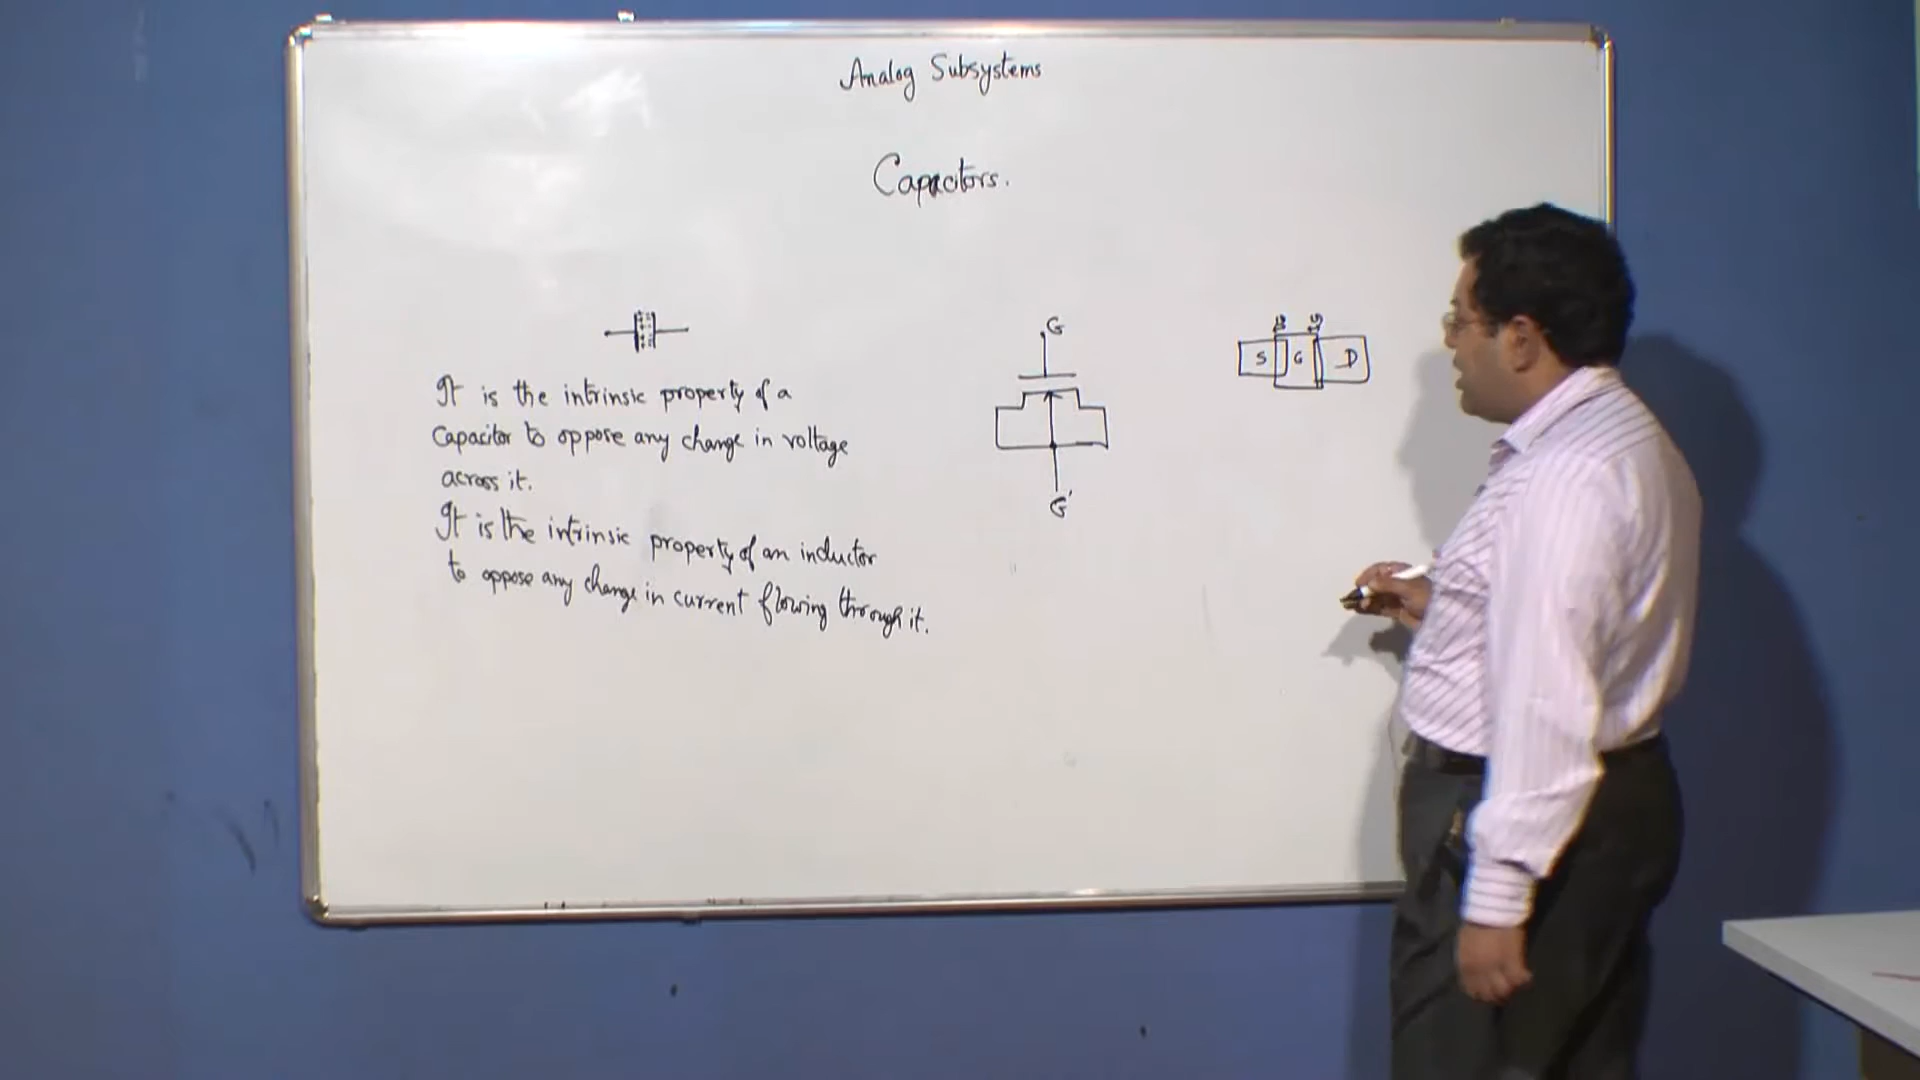 Analog Subsystems
Capacitors.
It is the intrinsic property of a
Capacitor to oppose any change in voltage
across it.
It is the intrinsic property of an inductor
to oppose any change in current flowing through it.
G
G'
S G D